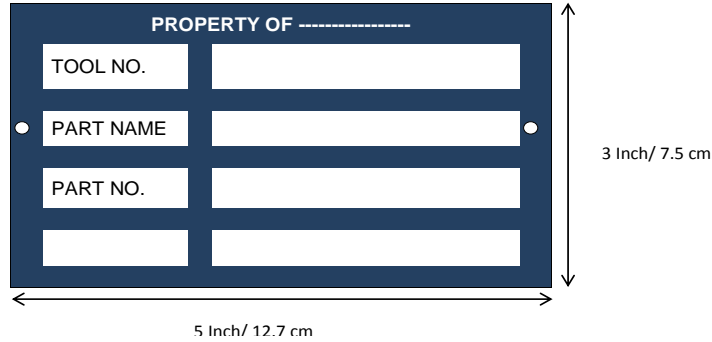 PROPERTY OF -----------------
TOOL NO.
PART NAME
3 Inch/ 7.5 cm
PART NO.
5 Inch/ 12.7 cm